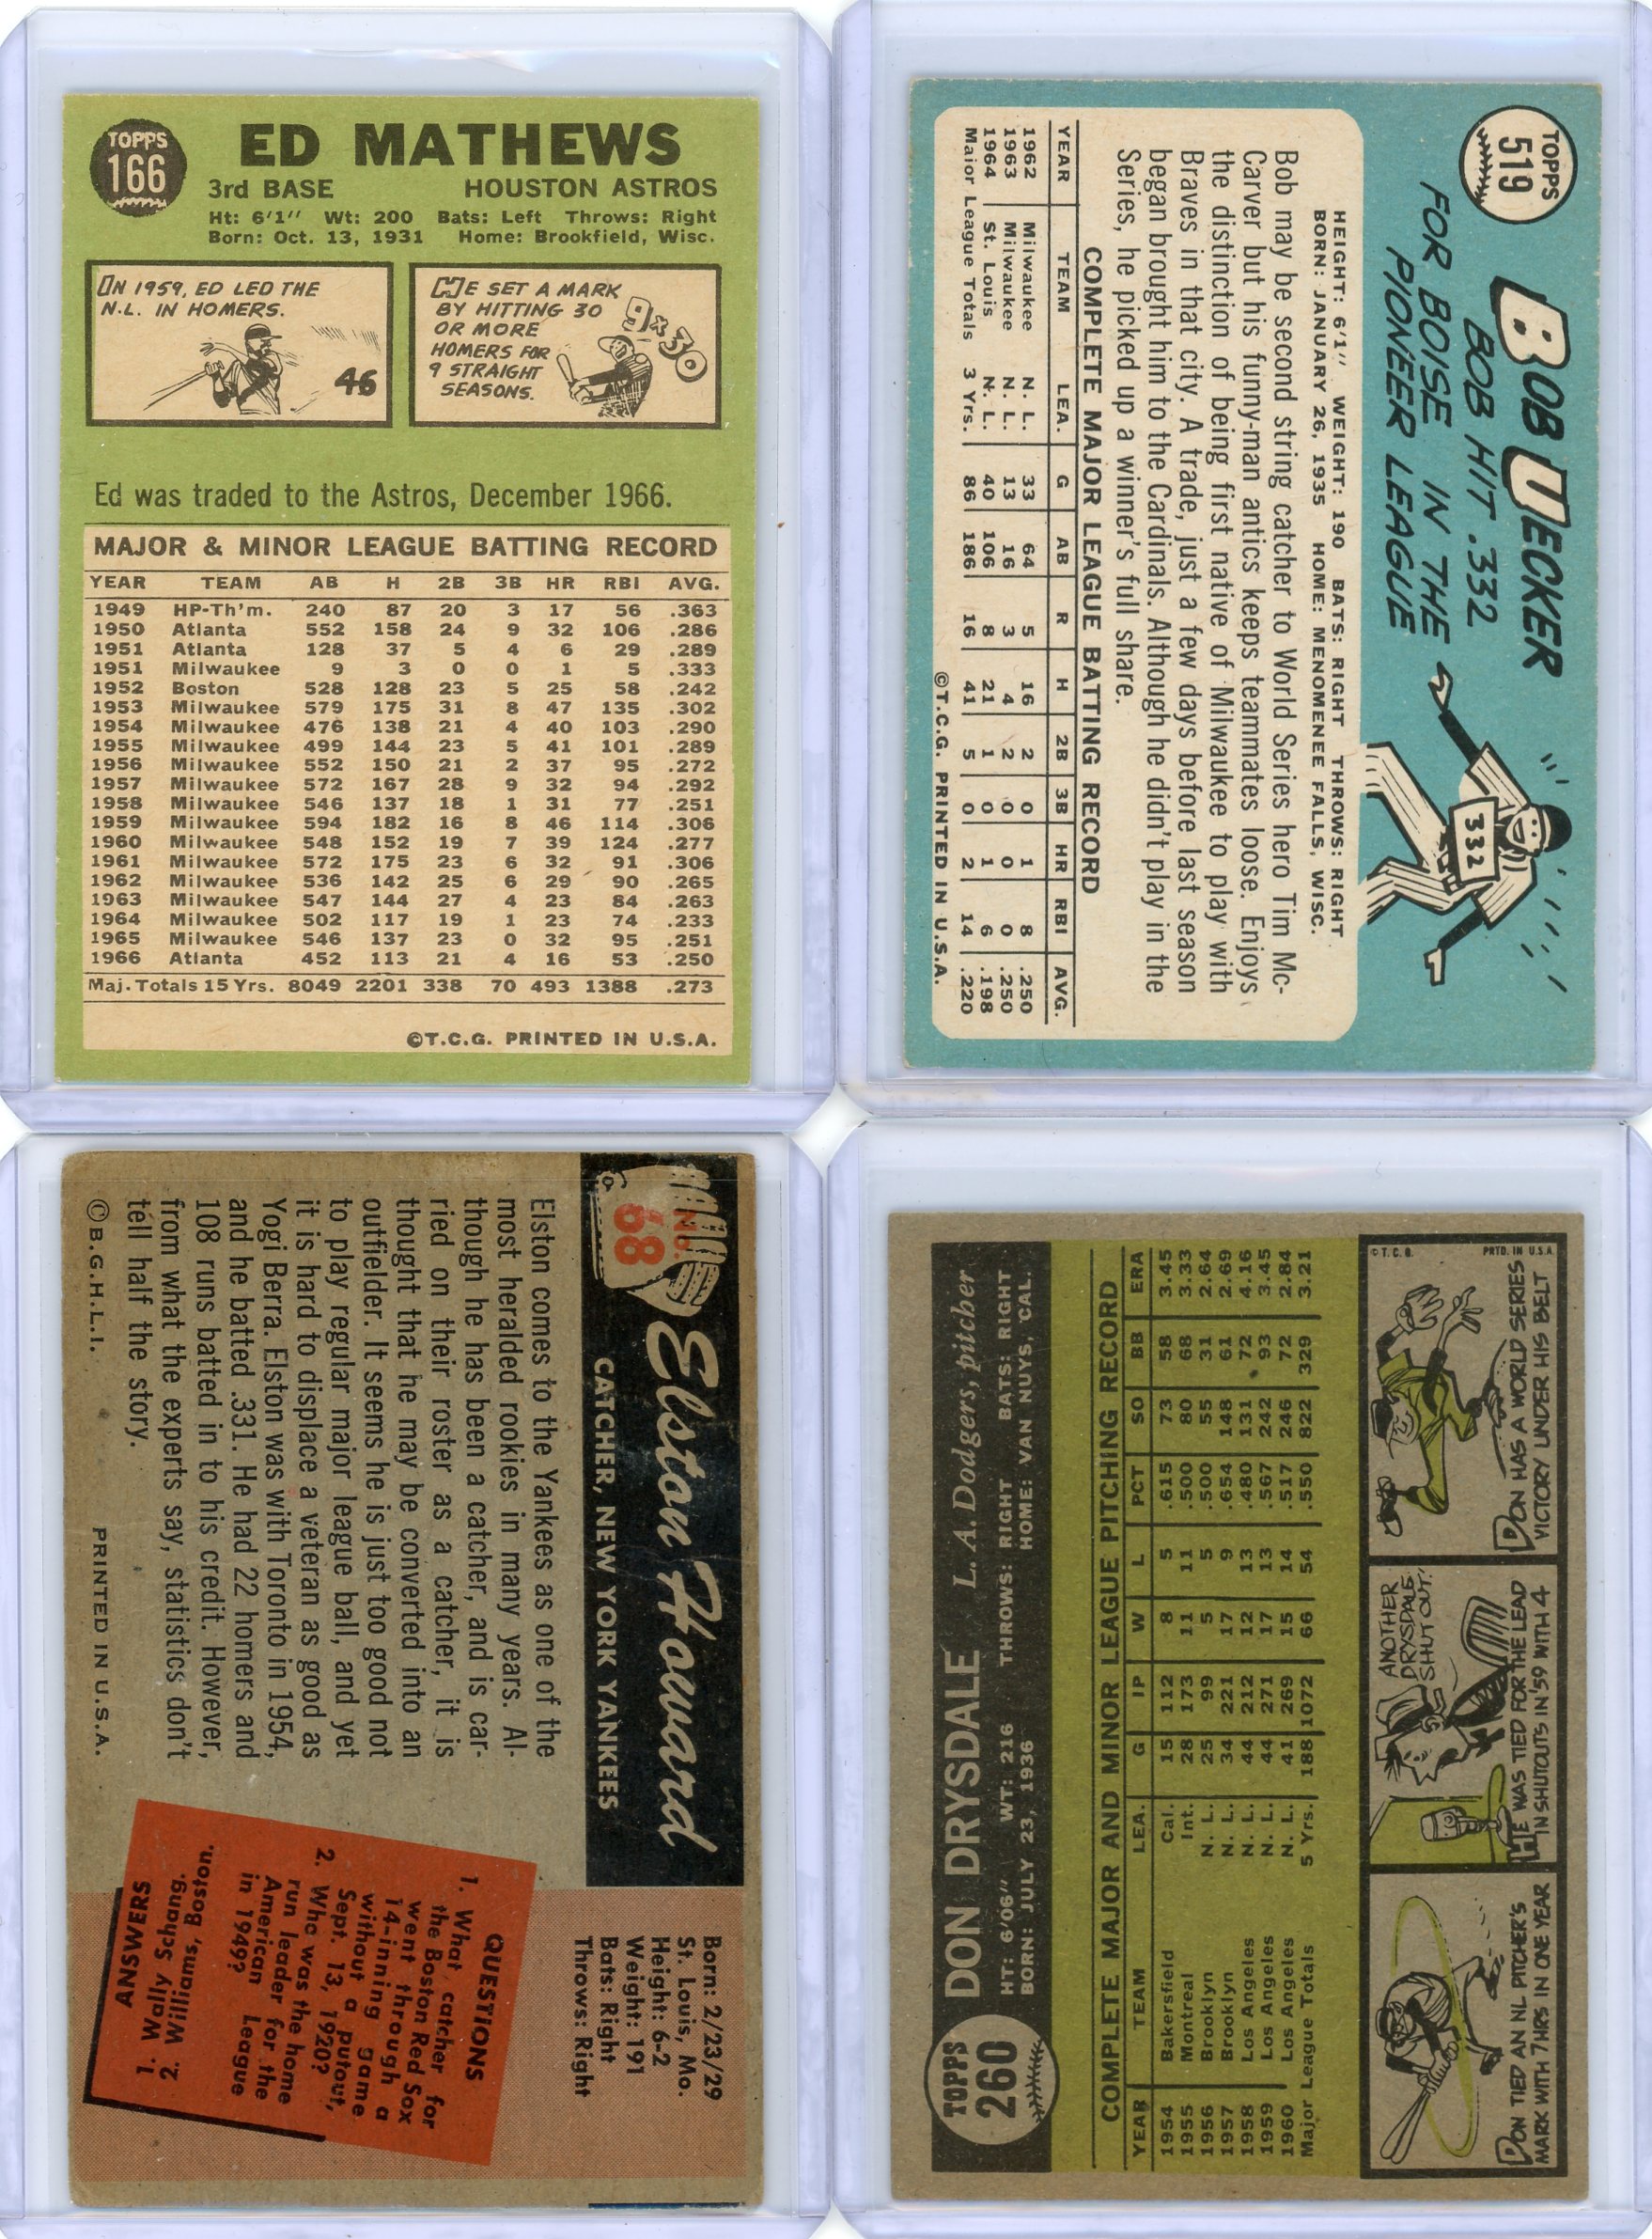 TOPPS
166
ED MATHEWS
3rd BASE HOUSTON ASTROS
Ht: 6'1" Wt: 200 Bats: Left Throws: Right
Born: Oct. 13, 1931 Home: Brookfield, Wisc.
IN 1959, ED LED THE
N.L. IN HOMERS.
46
HE SET A MARK
BY HITTING 30
OR MORE
HOMERS FOR
9 STRAIGHT
SEASONS.
9x30
Ed was traded to the Astros, December 1966.
MAJOR & MINOR LEAGUE BATTING RECORD
YEAR TEAM AB H 2B 3B HR RBI AVG.
1949 HP-Th'm. 240 87 20 3 17 56 .363
1950 Atlanta 552 158 24 9 32 106 .286
1951 Atlanta 128 37 5 4 6 29 .289
1951 Milwaukee 9 3 0 0 1 5 .333
1952 Boston 528 128 23 5 25 58 .242
1953 Milwaukee 579 175 31 8 47 135 .302
1954 Milwaukee 476 138 21 4 40 103 .290
1955 Milwaukee 499 144 23 5 41 101 .289
1956 Milwaukee 552 150 21 2 37 95 .272
1957 Milwaukee 572 167 28 9 32 94 .292
1958 Milwaukee 546 137 18 1 31 77 .251
1959 Milwaukee 594 182 16 8 46 114 .306
1960 Milwaukee 548 152 19 7 39 124 .277
1961 Milwaukee 572 175 23 6 32 91 .306
1962 Milwaukee 536 142 25 6 29 90 .265
1963 Milwaukee 547 144 27 4 23 84 .263
1964 Milwaukee 502 117 19 1 23 74 .233
1965 Milwaukee 546 137 23 0 32 95 .251
1966 Atlanta 452 113 21 4 16 53 .250
Maj. Totals 15 Yrs. 8049 2201 338 70 493 1388 .273
©T.C.G. PRINTED IN U.S.A.
TOPPS
519
BOB UECKER
BOB HIT .332
FOR BOISE IN THE
PIONEER LEAGUE
332
HEIGHT: 6'1" WEIGHT: 190 BATS: RIGHT THROWS: RIGHT
BORN: JANUARY 26, 1935 HOME: MENOMENEE FALLS, WISC.
Bob may be second string catcher to World Series hero Tim Mc-
Carver but his funny-man antics keeps teammates loose. Enjoys
the distinction of being first native of Milwaukee to play with
Braves in that city. A trade, just a few days before last season
began brought him to the Cardinals. Although he didn't play in the
Series, he picked up a winner's full share.
COMPLETE MAJOR LEAGUE BATTING RECORD
YEAR TEAM LEA. G AB R H 2B 3B HR RBI AVG.
1962 Milwaukee N. L. 33 64 5 16 2 0 1 8 .250
1963 Milwaukee N. L. 13 16 3 4 2 0 0 0 .250
1964 St. Louis N. L. 40 106 8 21 1 0 1 6 .198
Major League Totals 3 Yrs. 86 186 16 41 5 0 2 14 .220
©T.C.G. PRINTED IN U.S.A.
No.
68
Elston Howard
CATCHER, NEW YORK YANKEES
Elston comes to the Yankees as one of the
most heralded rookies in many years. Al-
though he has been a catcher, and is car-
ried on their roster as a catcher, it is
thought that he may be converted into an
outfielder. It seems he is just too good not
to play regular major league ball, and yet
it is hard to displace a veteran as good as
Yogi Berra. Elston was with Toronto in 1954,
and he batted .331. He had 22 homers and
108 runs batted in to his credit. However,
from what the experts say, statistics don't
tell half the story.
©B.G.H.L.I. PRINTED IN U.S.A.
Born: 2/23/29
St. Louis, Mo.
Height: 6-2
Weight: 191
Bats: Right
Throws: Right
QUESTIONS
1. What catcher for
the Boston Red Sox
went through a
14-inning game
without a putout,
Sept. 13, 1920?
2. Who was the home
run leader for the
American League
in 1949?
2. Williams, Boston.
1. Wally Schang.
ANSWERS
TOPPS
260
DON DRYSDALE L. A. Dodgers, pitcher
HT: 6'06" WT: 216 THROWS: RIGHT BATS: RIGHT
BORN: JULY 23, 1936 HOME: VAN NUYS, CAL.
COMPLETE MAJOR AND MINOR LEAGUE PITCHING RECORD
YEAR TEAM LEA. G IP W L PCT SO BB ERA
1954 Bakersfield Cal. 15 112 8 5 .615 73 58 3.45
1955 Montreal Int. 28 173 11 11 .500 80 68 3.33
1956 Brooklyn N. L. 25 99 5 5 .500 55 31 2.64
1957 Brooklyn N. L. 34 221 17 9 .654 148 61 2.69
1958 Los Angeles N. L. 44 212 12 13 .480 131 72 4.16
1959 Los Angeles N. L. 44 271 17 13 .567 242 93 3.45
1960 Los Angeles N. L. 41 269 15 14 .517 246 72 2.84
Major League Totals 5 Yrs. 188 1072 66 54 .550 822 329 3.21
DON TIED AN NL PITCHER'S
MARK WITH 7 HRS IN ONE YEAR
ANOTHER
DRYSDALE
SHUT OUT!
HE WAS TIED FOR THE LEAD
IN SHUTOUTS IN '59 WITH 4
©T.C.G. PRTD. IN U.S.A.
DON HAS A WORLD SERIES
VICTORY UNDER HIS BELT